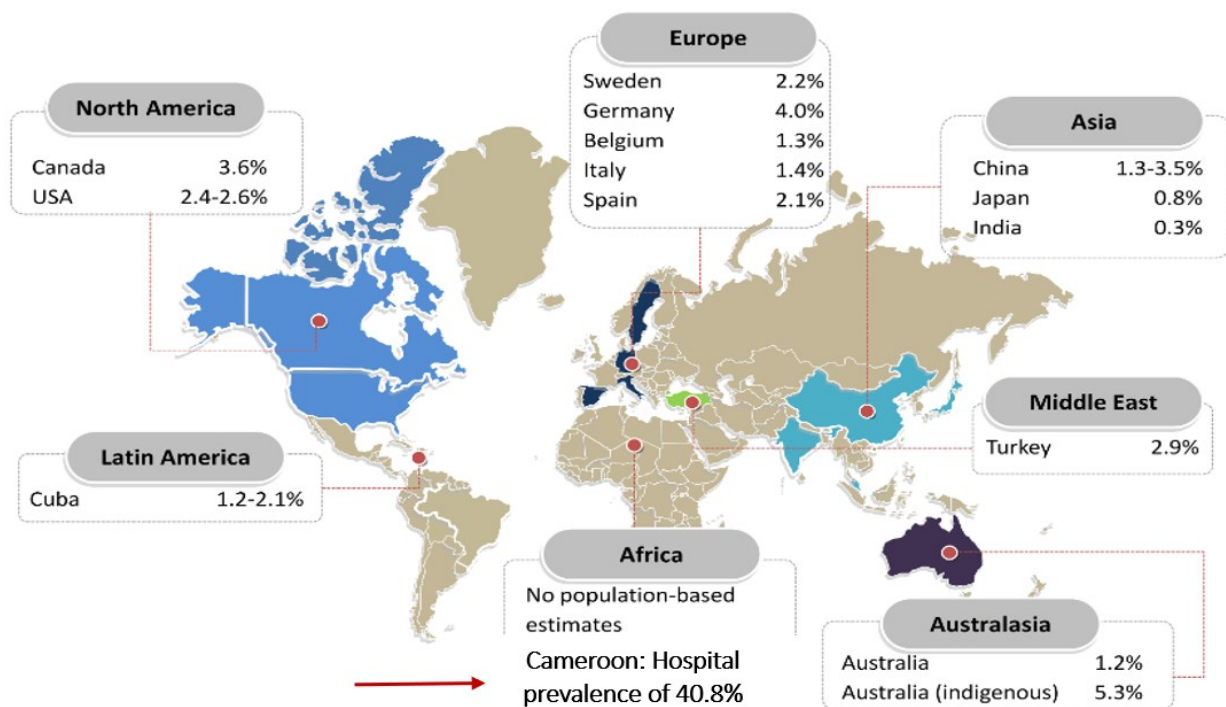 Europe
Sweden 2.2%
Germany 4.0%
Belgium 1.3%
Italy 1.4%
Spain 2.1%
North America
Canada 3.6%
USA 2.4-2.6%
Asia
China 1.3-3.5%
Japan 0.8%
India 0.3%
Middle East
Turkey 2.9%
Latin America
Cuba 1.2-2.1%
Africa
No population-based
estimates
Cameroon: Hospital
prevalence of 40.8%
Australasia
Australia 1.2%
Australia (indigenous) 5.3%